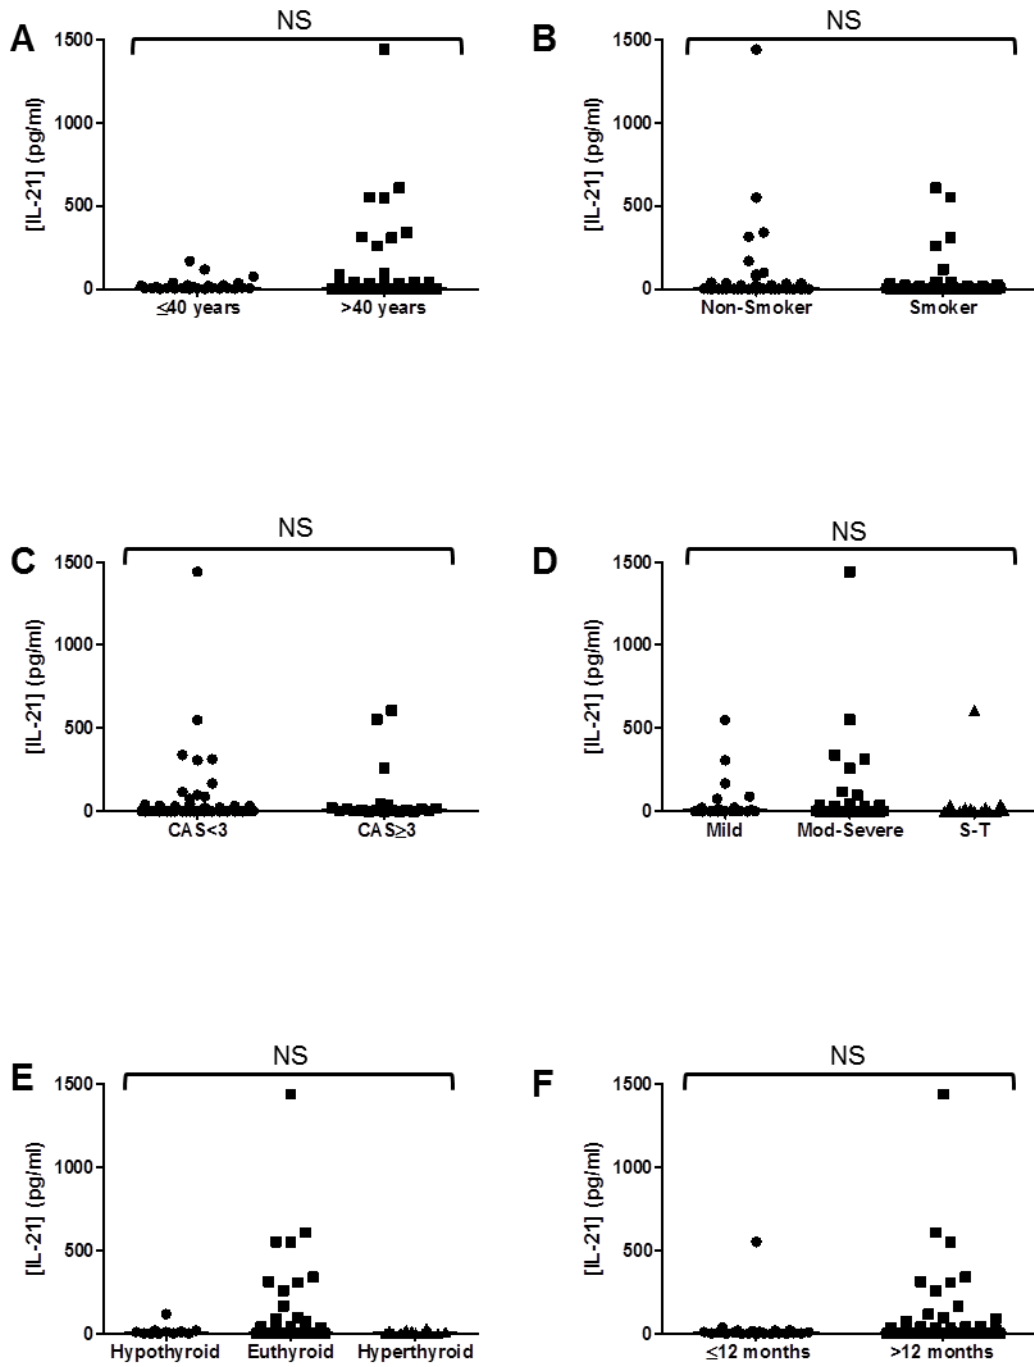 A
NS
[IL-21] (pg/ml)
1500
1000
500
0
≤40 years >40 years
B
NS
[IL-21] (pg/ml)
1500
1000
500
0
Non-Smoker Smoker
C
NS
[IL-21] (pg/ml)
1500
1000
500
0
CAS<3 CAS≥3
D
NS
[IL-21] (pg/ml)
1500
1000
500
0
Mild Mod-Severe S-T
E
NS
[IL-21] (pg/ml)
1500
1000
500
0
Hypothyroid Euthyroid Hyperthyroid
F
NS
[IL-21] (pg/ml)
1500
1000
500
0
≤12 months >12 months